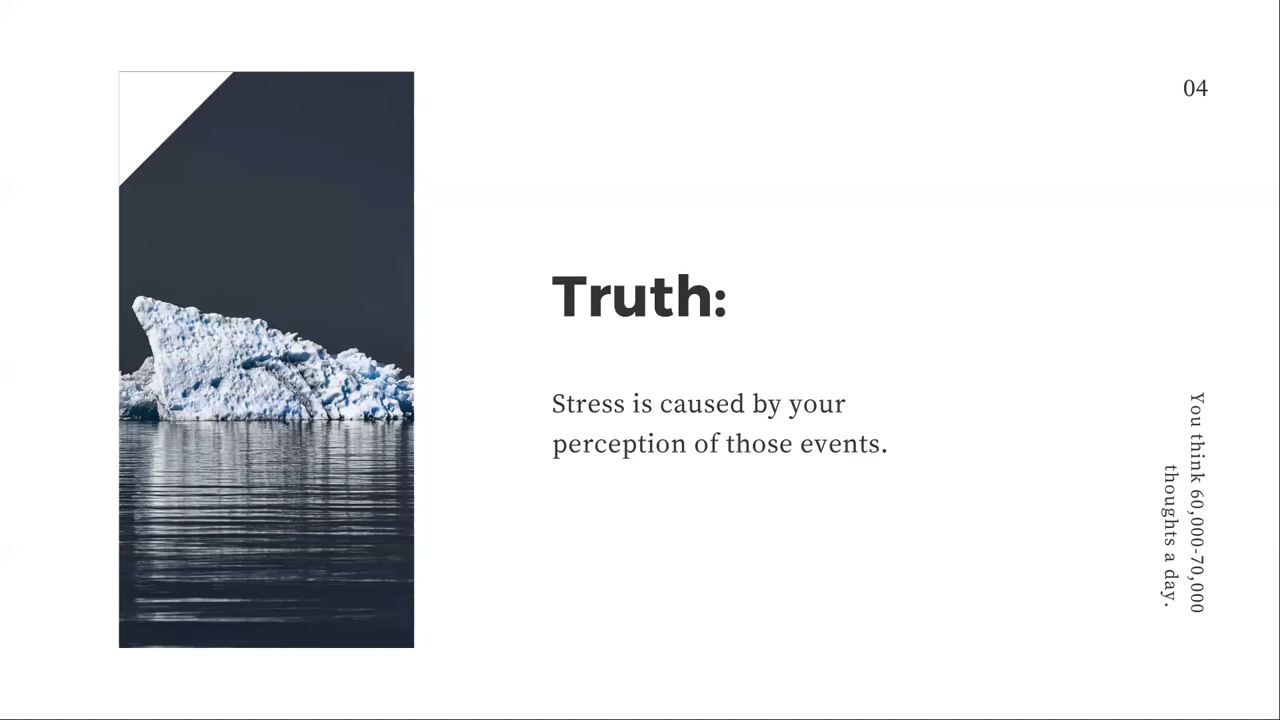 04
Truth:
Stress is caused by your
perception of those events.
You think 60,000-70,000
thoughts a day.